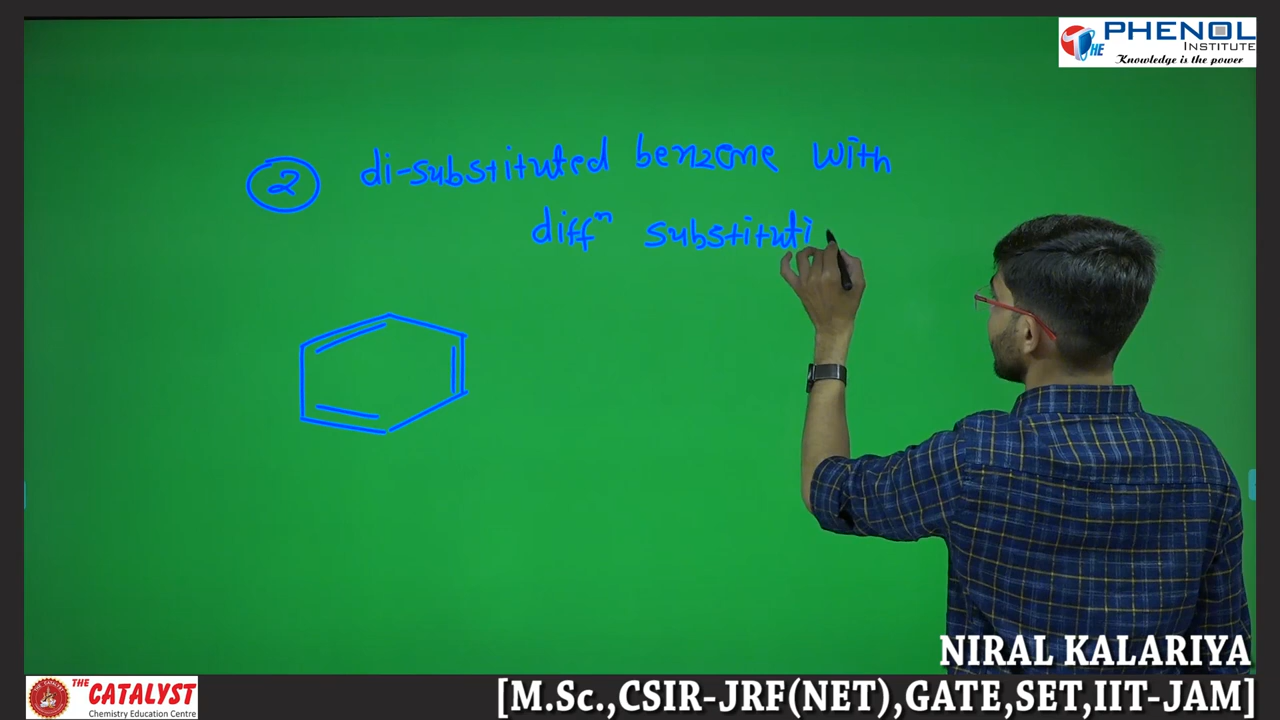 THE PHENOL
INSTITUTE
Knowledge is the power
2 di-substituted benzene with
diffⁿ substituti
NIRAL KALARIYA
THE CATALYST
Chemistry Education Centre
[M.Sc.,CSIR-JRF(NET),GATE,SET,IIT-JAM]